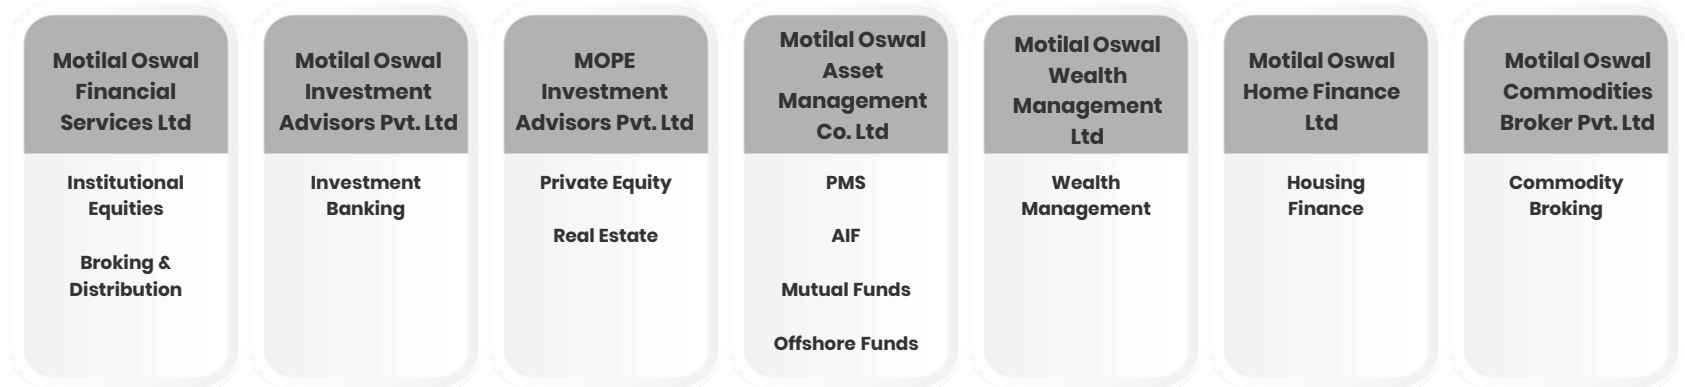 Motilal Oswal
Financial
Services Ltd
Institutional
Equities
Broking &
Distribution
Motilal Oswal
Investment
Advisors Pvt. Ltd
Investment
Banking
MOPE
Investment
Advisors Pvt. Ltd
Private Equity
Real Estate
Motilal Oswal
Asset
Management
Co. Ltd
PMS
AIF
Mutual Funds
Offshore Funds
Motilal Oswal
Wealth
Management
Ltd
Wealth
Management
Motilal Oswal
Home Finance
Ltd
Housing
Finance
Motilal Oswal
Commodities
Broker Pvt. Ltd
Commodity
Broking